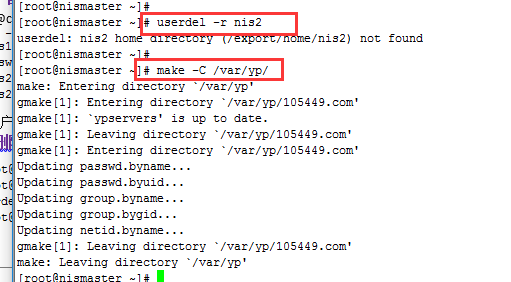 [root@nismaster ~]#
[root@nismaster ~]# userdel -r nis2
userdel: nis2 home directory (/export/home/nis2) not found
[root@nismaster ~]#
[root@nismaster ~]# make -C /var/yp/
make: Entering directory `/var/yp'
gmake[1]: Entering directory `/var/yp/105449.com'
gmake[1]: `ypservers' is up to date.
gmake[1]: Leaving directory `/var/yp/105449.com'
gmake[1]: Entering directory `/var/yp/105449.com'
Updating passwd.byname...
Updating passwd.byuid...
Updating group.byname...
Updating group.bygid...
Updating netid.byname...
gmake[1]: Leaving directory `/var/yp/105449.com'
make: Leaving directory `/var/yp'
[root@nismaster ~]#